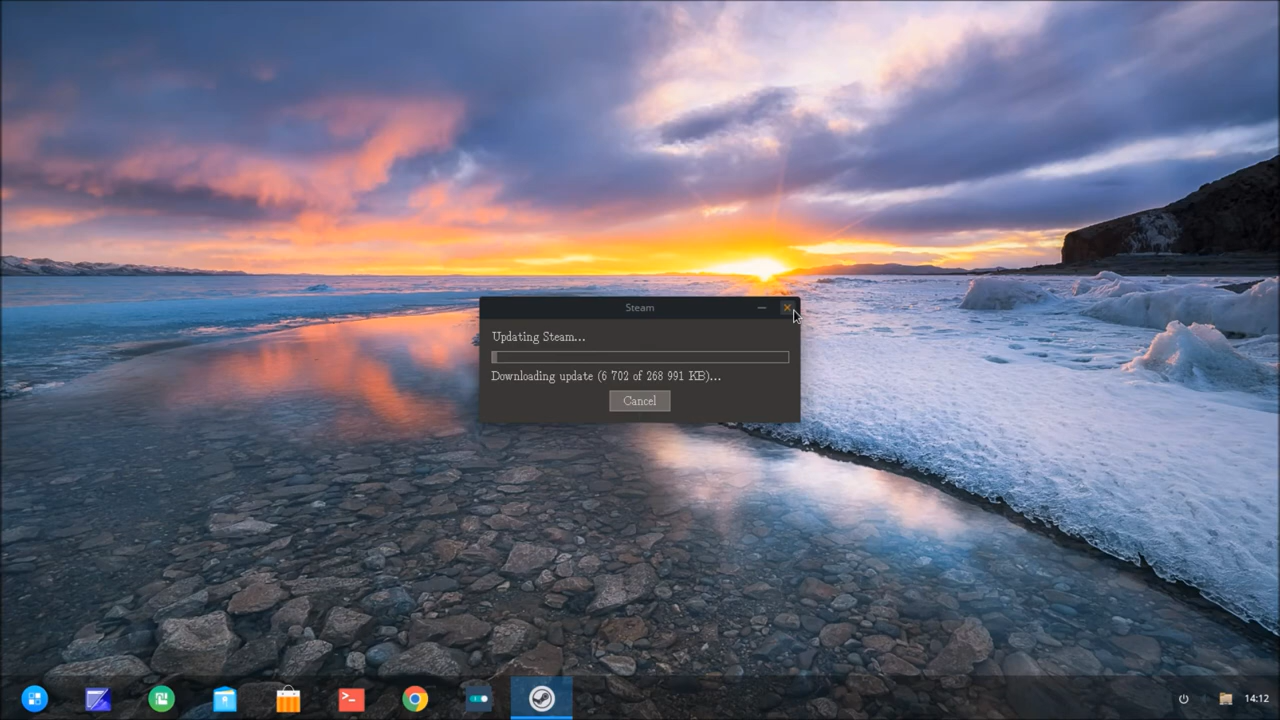 Steam
Updating Steam...
Downloading update (6 702 of 268 991 KB)...
Cancel
14:12